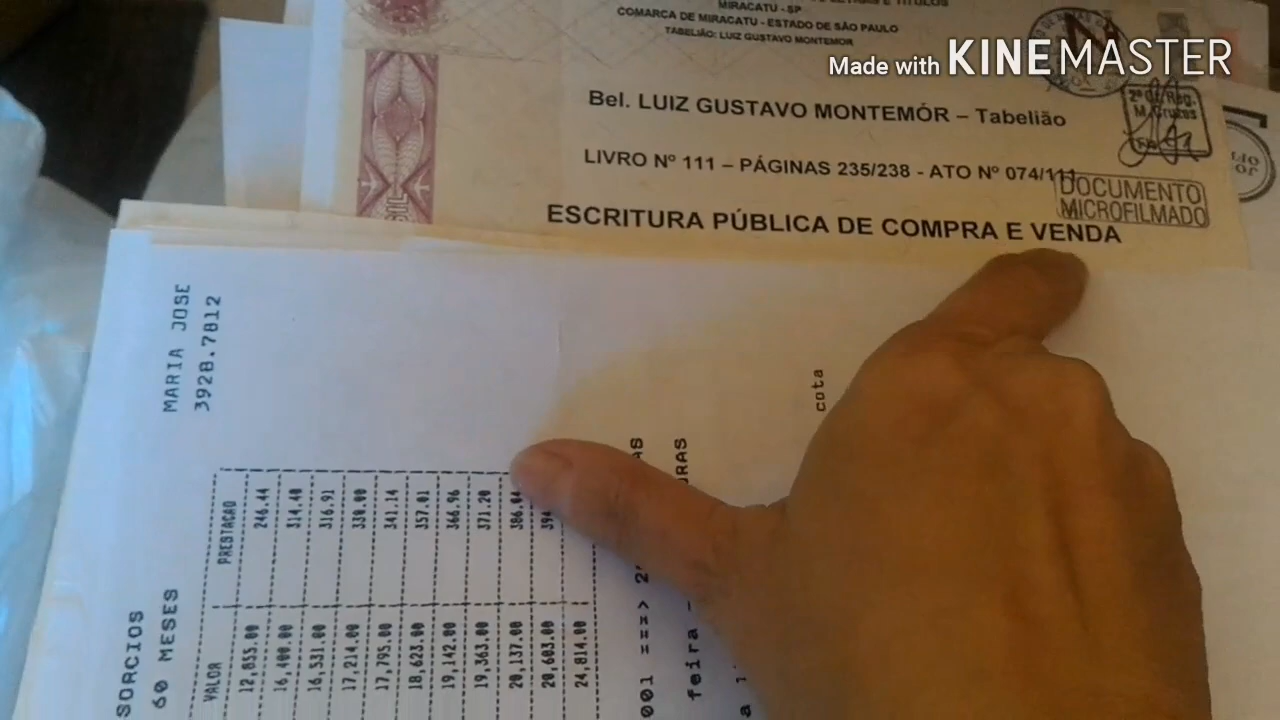 MIRACATU - SP
COMARCA DE MIRACATU - ESTADO DE SÃO PAULO
TABELIÃO: LUIZ GUSTAVO MONTEMOR
Made with KINEMASTER
Bel. LUIZ GUSTAVO MONTEMÓR – Tabelião
LIVRO Nº 111 – PÁGINAS 235/238 - ATO Nº 074/111
DOCUMENTO
MICROFILMADO
ESCRITURA PÚBLICA DE COMPRA E VENDA
MARIA JOSE
3928.7812
SORCIOS
60 MESES
VALOR PRESTACAO
12,855.00 246.44
16,400.00 314.40
16,531.00 316.91
17,214.00 330.00
17,795.00 341.14
18,623.00 357.01
19,142.00 366.96
19,363.00 371.20
20,137.00 386.04
20,603.00
24,814.00
001 ===>
feira -
cota